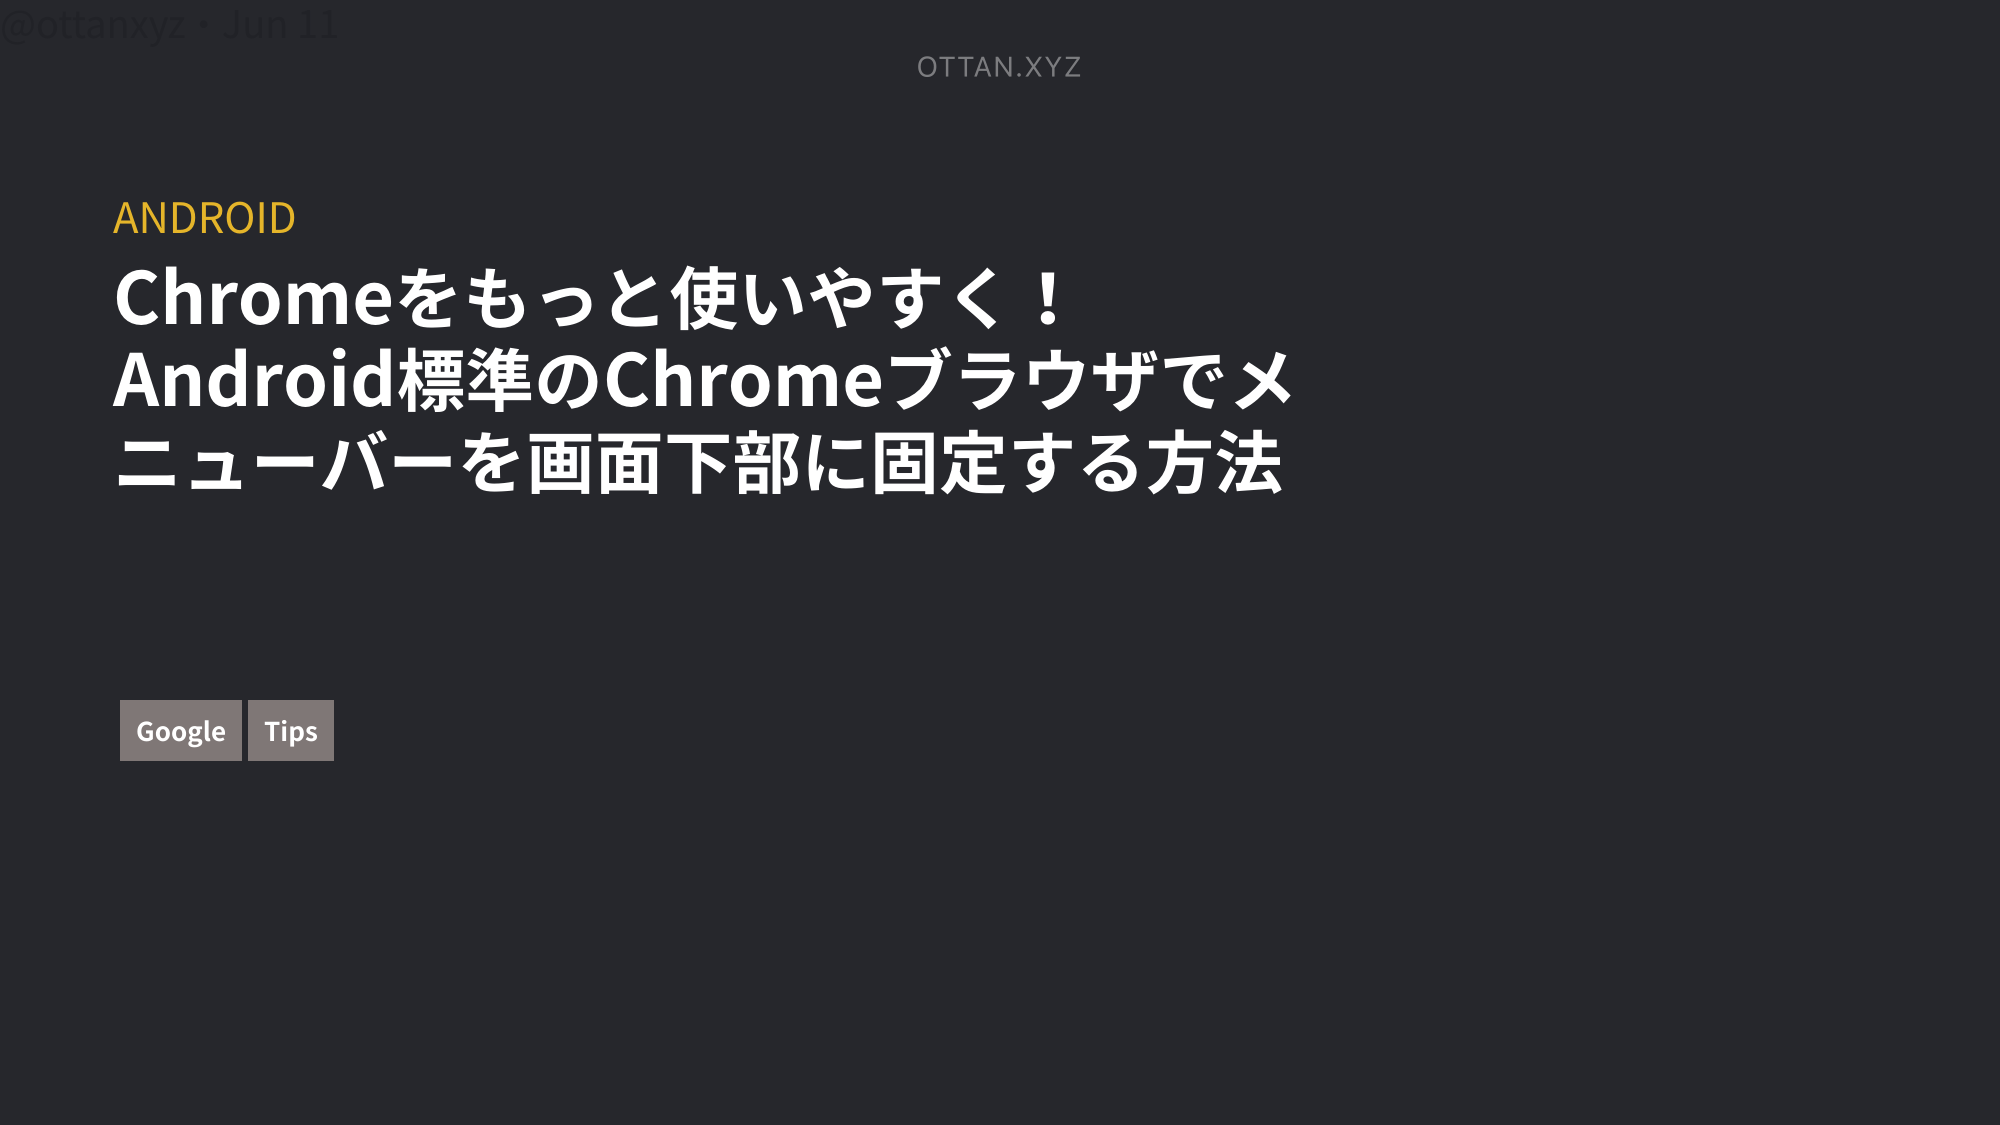 @ottanxyz・Jun 11
OTTAN.XYZ
ANDROID
Chromeをもっと使いやすく！
Android標準のChromeブラウザでメ
ニューバーを画面下部に固定する方法
Google Tips